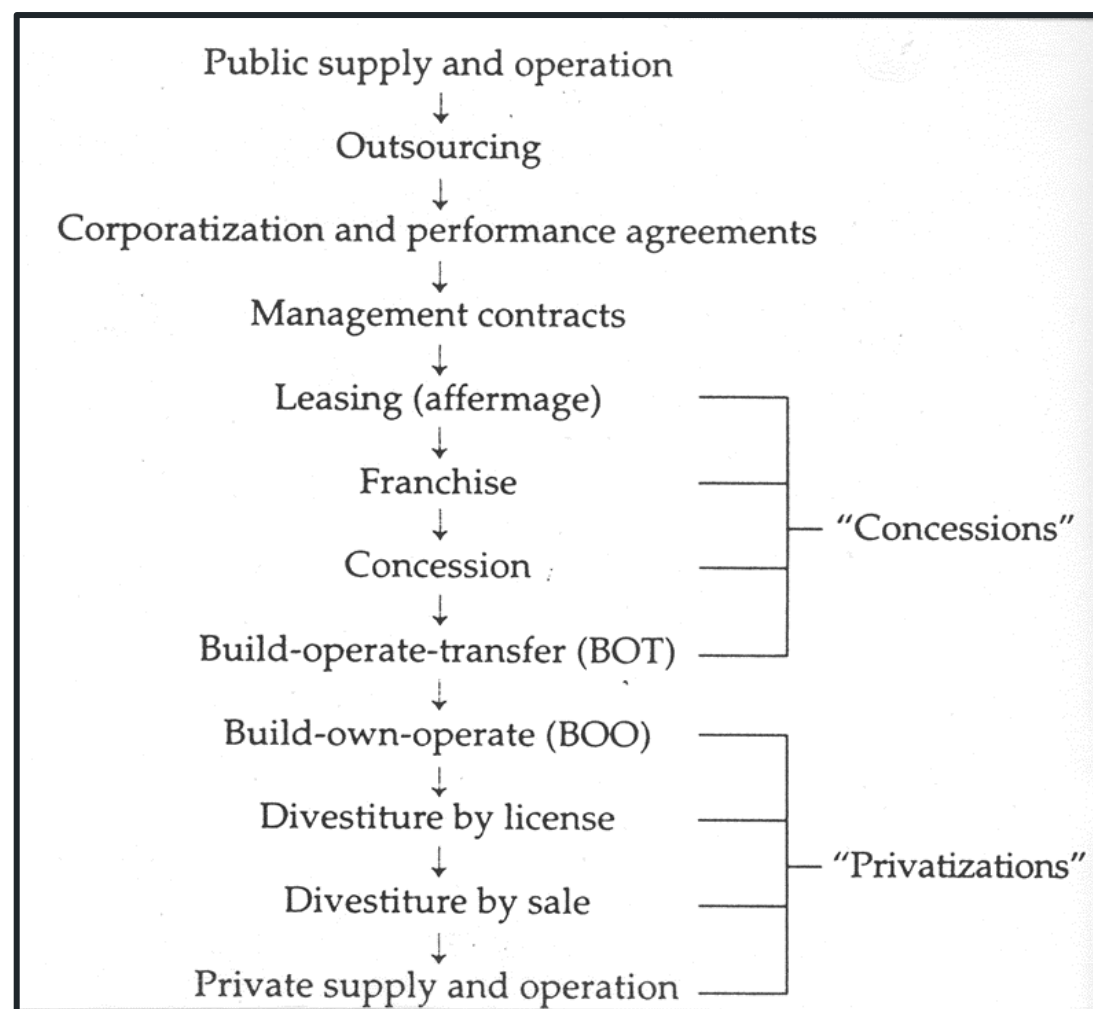 Public supply and operation
Outsourcing
Corporatization and performance agreements
Management contracts
Leasing (affermage)
Franchise
Concession
Build-operate-transfer (BOT)
"Concessions"
Build-own-operate (BOO)
Divestiture by license
Divestiture by sale
Private supply and operation
"Privatizations"